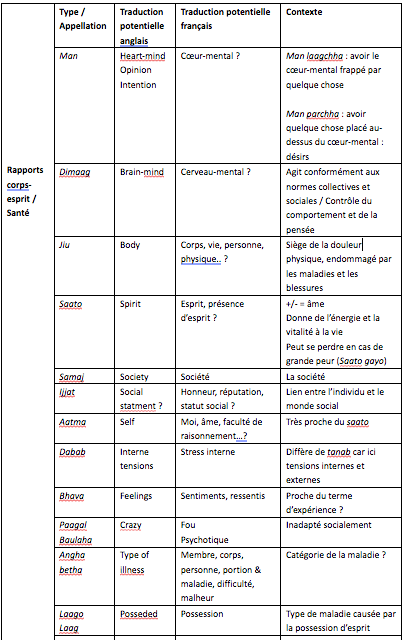 Type / Appellation
Traduction potentielle anglais
Traduction potentielle français
Contexte
Rapports corps-esprit / Santé
Man
Heart-mind
Opinion
Intention
Cœur-mental ?
Man laagchha : avoir le
cœur-mental frappé par
quelque chose
Man parchha : avoir
quelque chose placé au-
dessus du cœur-mental :
désirs
Dimaag
Brain-mind
Cerveau-mental ?
Agit conformément aux
normes collectives et
sociales / Contrôle du
comportement et de la
pensée
Jiu
Body
Corps, vie, personne,
physique.. ?
Siège de la douleur
physique, endommagé par
les maladies et les
blessures
Saato
Spirit
Esprit, présence
d’esprit ?
+/- = âme
Donne de l’énergie et la
vitalité à la vie
Peut se perdre en cas de
grande peur (Saato gayo)
Samaj
Society
Société
La société
Ijjat
Social
statment ?
Honneur, réputation,
statut social ?
Lien entre l’individu et le
monde social
Aatma
Self
Moi, âme, faculté de
raisonnement…?
Très proche du saato
Dabab
Interne
tensions
Stress interne
Diffère de tanab car ici
tensions internes et
externes
Bhava
Feelings
Sentiments, ressentis
Proche du terme
d’expérience ?
Paagal
Baulaha
Crazy
Fou
Psychotique
Inadapté socialement
Angha
betha
Type of
illness
Membre, corps,
personne, portion &
maladie, difficulté,
malheur
Catégorie de la maladie ?
Laago
Laag
Posseded
Possession
Type de maladie causée par
la possession d’esprit